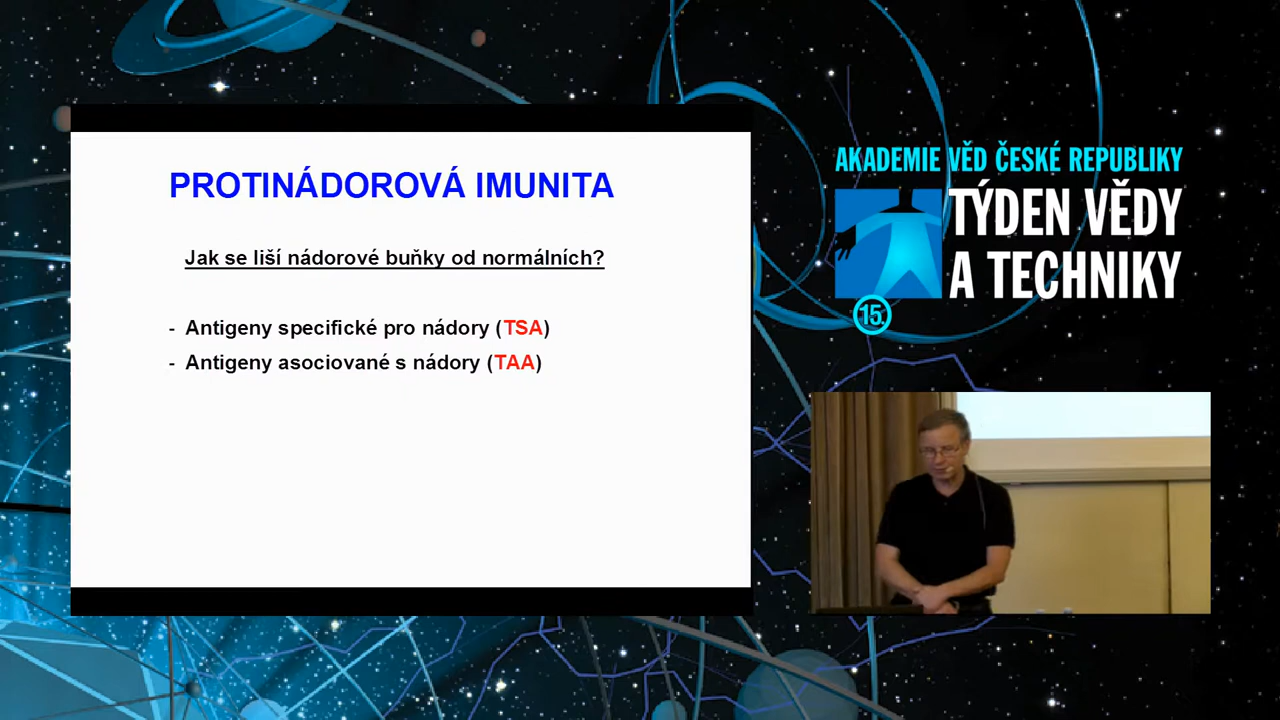 PROTINÁDOROVÁ IMUNITA
Jak se liší nádorové buňky od normálních?
- Antigeny specifické pro nádory (TSA)
- Antigeny asociované s nádory (TAA)
AKADEMIE VĚD ČESKÉ REPUBLIKY
TÝDEN VĚDY
A TECHNIKY
15.